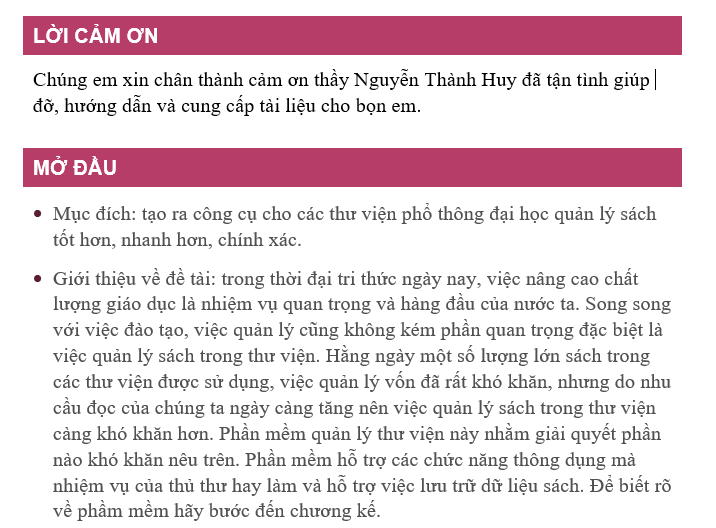 LỜI CẢM ƠN
Chúng em xin chân thành cảm ơn thầy Nguyễn Thành Huy đã tận tình giúp
đỡ, hướng dẫn và cung cấp tài liệu cho bọn em.
MỞ ĐẦU
• Mục đích: tạo ra công cụ cho các thư viện phổ thông đại học quản lý sách
tốt hơn, nhanh hơn, chính xác.
• Giới thiệu về đề tài: trong thời đại tri thức ngày nay, việc nâng cao chất
lượng giáo dục là nhiệm vụ quan trọng và hàng đầu của nước ta. Song song
với việc đào tạo, việc quản lý cũng không kém phần quan trọng đặc biệt là
việc quản lý sách trong thư viện. Hằng ngày một số lượng lớn sách trong
các thư viện được sử dụng, việc quản lý vốn đã rất khó khăn, nhưng do nhu
cầu đọc của chúng ta ngày càng tăng nên việc quản lý sách trong thư viện
càng khó khăn hơn. Phần mềm quản lý thư viện này nhằm giải quyết phần
nào khó khăn nêu trên. Phần mềm hỗ trợ các chức năng thông dụng mà
nhiệm vụ của thủ thư hay làm và hỗ trợ việc lưu trữ dữ liệu sách. Để biết rõ
về phầm mềm hãy bước đến chương kế.